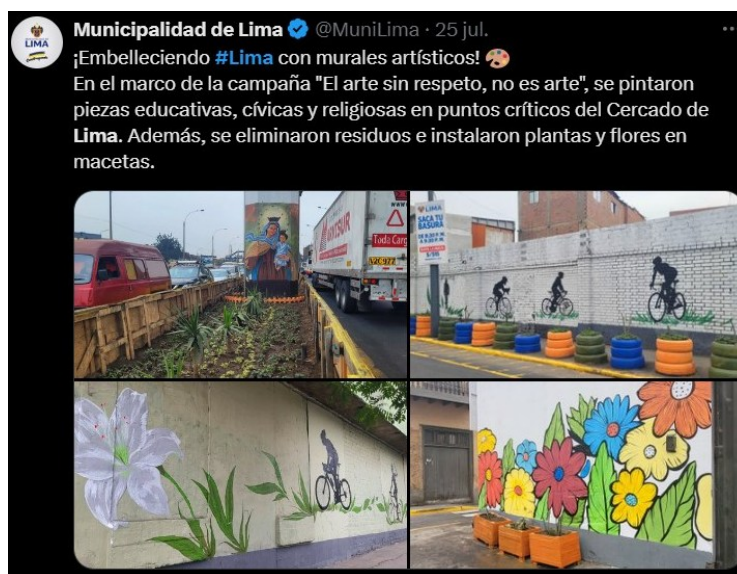 Municipalidad de Lima @MuniLima · 25 jul.
¡Embelleciendo #Lima con murales artísticos! 🎨
En el marco de la campaña "El arte sin respeto, no es arte", se pintaron
piezas educativas, cívicas y religiosas en puntos críticos del Cercado de
Lima. Además, se eliminaron residuos e instalaron plantas y flores en
macetas.
LIMA
Toda Carg
LIMA
SACA TU
BASURA